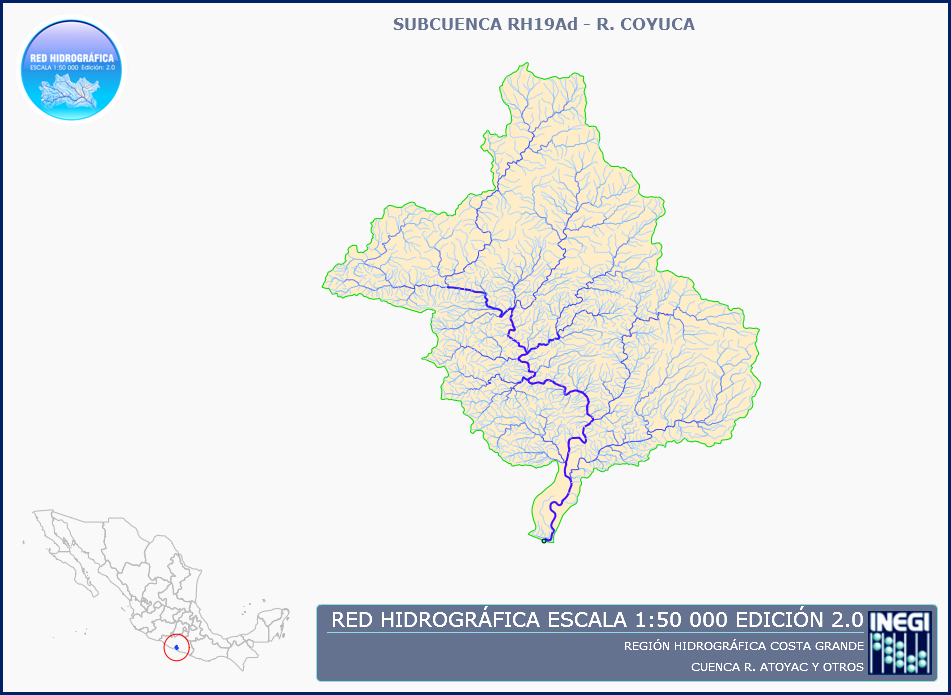 SUBCUENCA RH19Ad - R. COYUCA
RED HIDROGRÁFICA
ESCALA 1:50 000 Edición: 2.0
RED HIDROGRÁFICA ESCALA 1:50 000 EDICIÓN 2.0
REGIÓN HIDROGRÁFICA COSTA GRANDE
CUENCA R. ATOYAC Y OTROS
INEGI